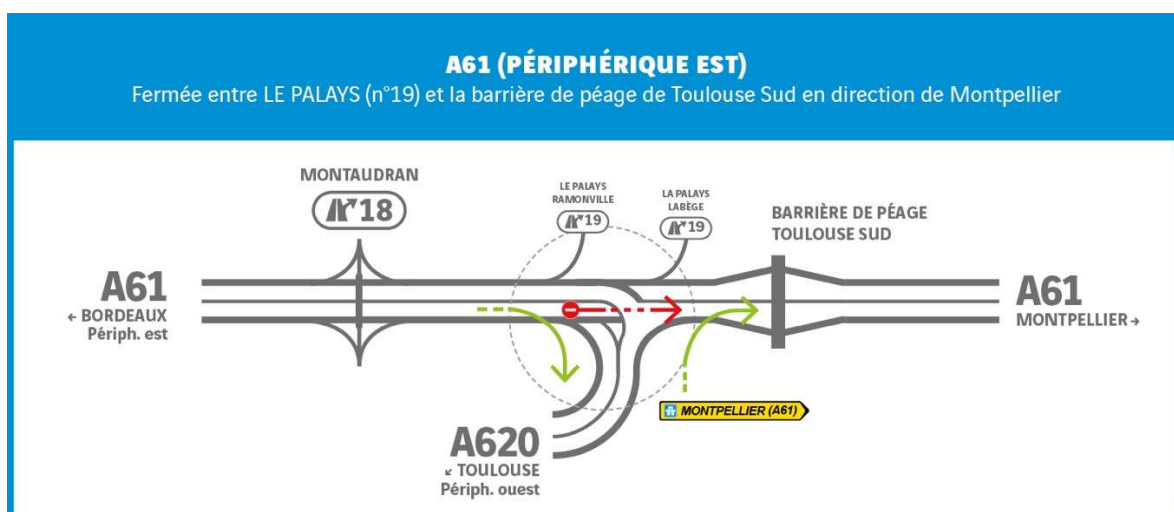 A61 (PÉRIPHÉRIQUE EST)
Fermée entre LE PALAYS (n°19) et la barrière de péage de Toulouse Sud en direction de Montpellier
MONTAUDRAN
18
LE PALAYS
RAMONVILLE
19
LA PALAYS
LABÈGE
19
BARRIÈRE DE PÉAGE
TOULOUSE SUD
A61
← BORDEAUX
Périph. est
A61
MONTPELLIER →
MONTPELLIER (A61)
A620
↙ TOULOUSE
Périph. ouest